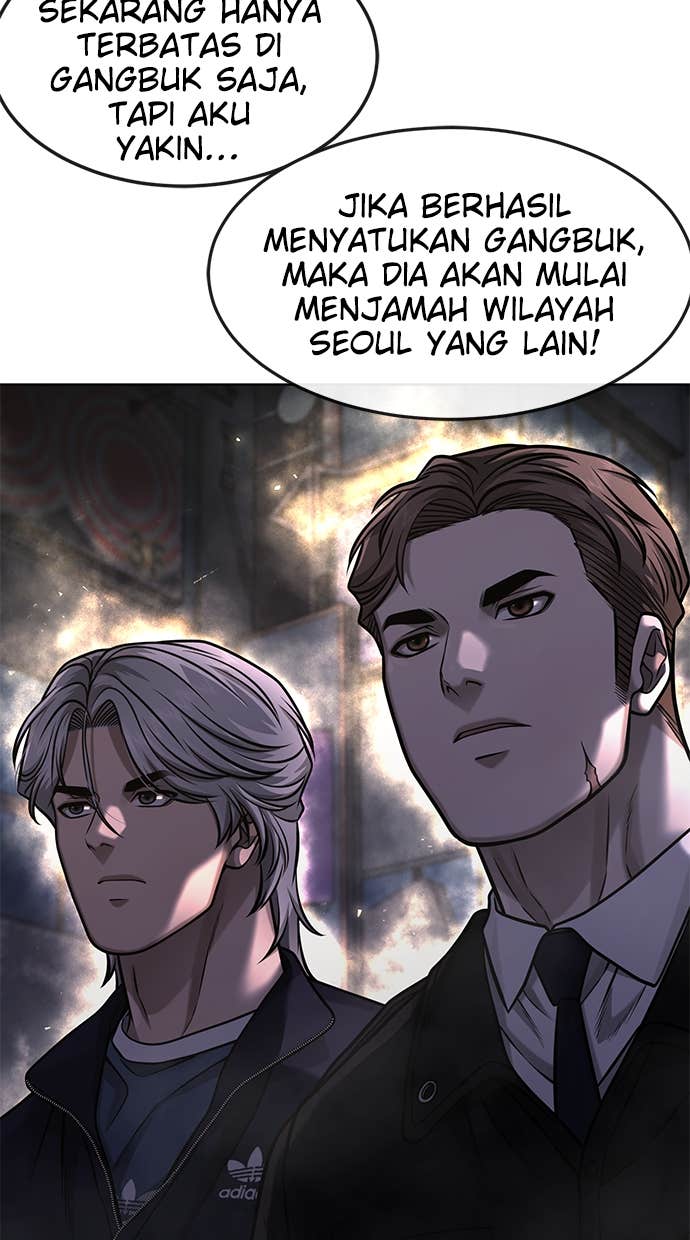 SEKARANG HANYA
TERBATAS DI
GANGBUK SAJA,
TAPI AKU
YAKIN...
JIKA BERHASIL
MENYATUKAN GANGBUK,
MAKA DIA AKAN MULAI
MENJAMAH WILAYAH
SEOUL YANG LAIN!
adida